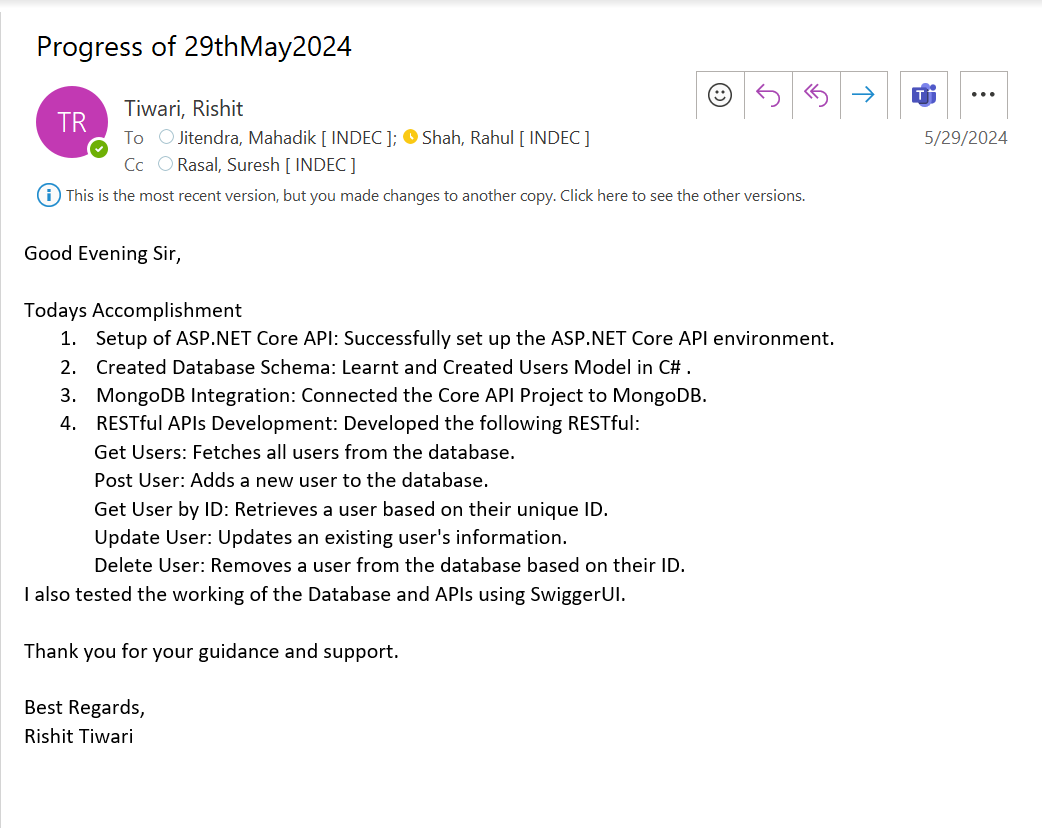 Progress of 29thMay2024
TR
Tiwari, Rishit
To Jitendra, Mahadik [ INDEC ]; Shah, Rahul [ INDEC ]
5/29/2024
Cc Rasal, Suresh [ INDEC ]
This is the most recent version, but you made changes to another copy. Click here to see the other versions.
Good Evening Sir,
Todays Accomplishment
1. Setup of ASP.NET Core API: Successfully set up the ASP.NET Core API environment.
2. Created Database Schema: Learnt and Created Users Model in C# .
3. MongoDB Integration: Connected the Core API Project to MongoDB.
4. RESTful APIs Development: Developed the following RESTful:
Get Users: Fetches all users from the database.
Post User: Adds a new user to the database.
Get User by ID: Retrieves a user based on their unique ID.
Update User: Updates an existing user's information.
Delete User: Removes a user from the database based on their ID.
I also tested the working of the Database and APIs using SwiggerUI.
Thank you for your guidance and support.
Best Regards,
Rishit Tiwari